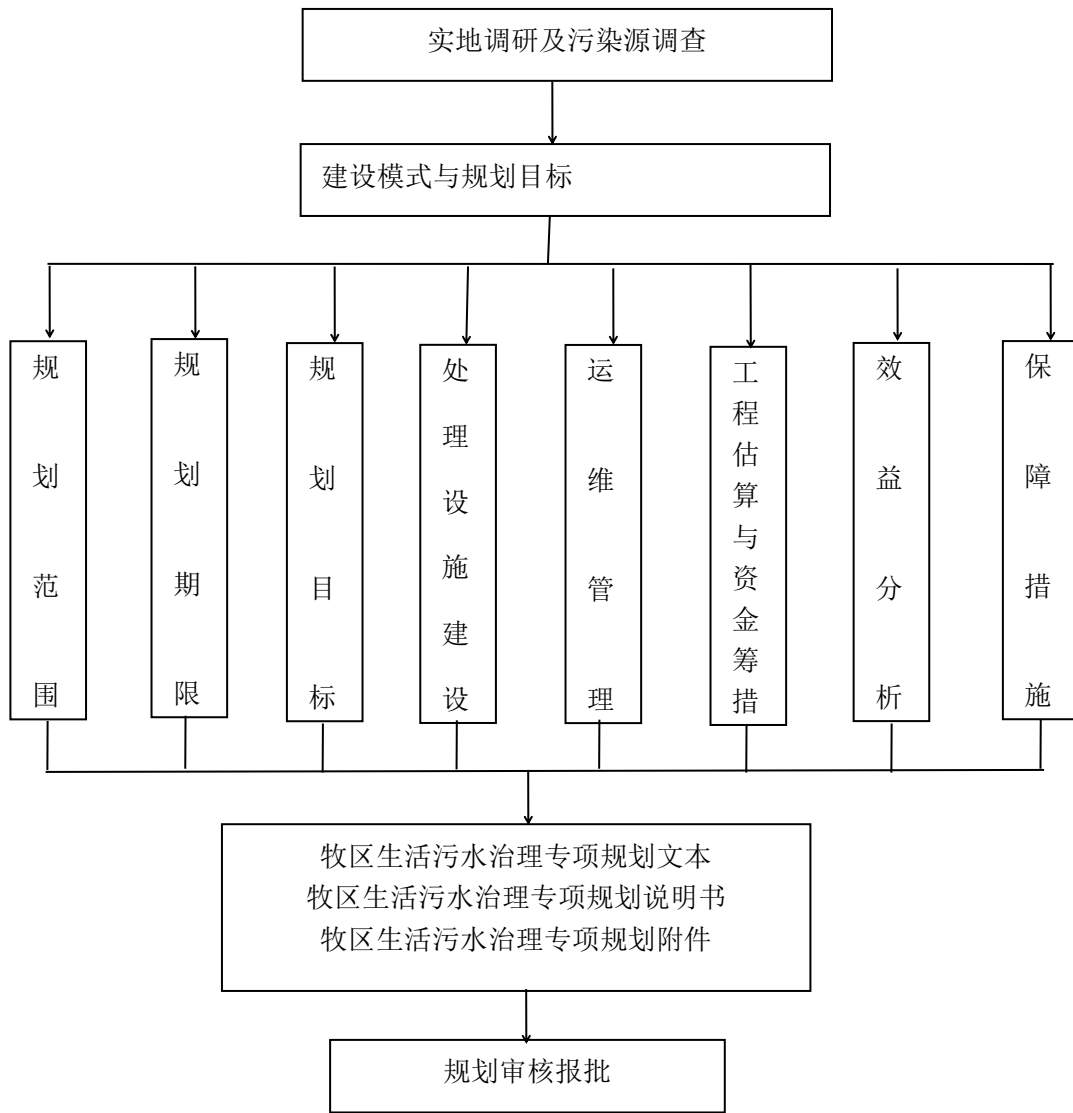 实地调研及污染源调查
建设模式与规划目标
规划范围
规划期限
规划目标
处理设施建设
运维管理
工程估算与资金筹措
效益分析
保障措施
牧区生活污水治理专项规划文本
牧区生活污水治理专项规划说明书
牧区生活污水治理专项规划附件
规划审核报批